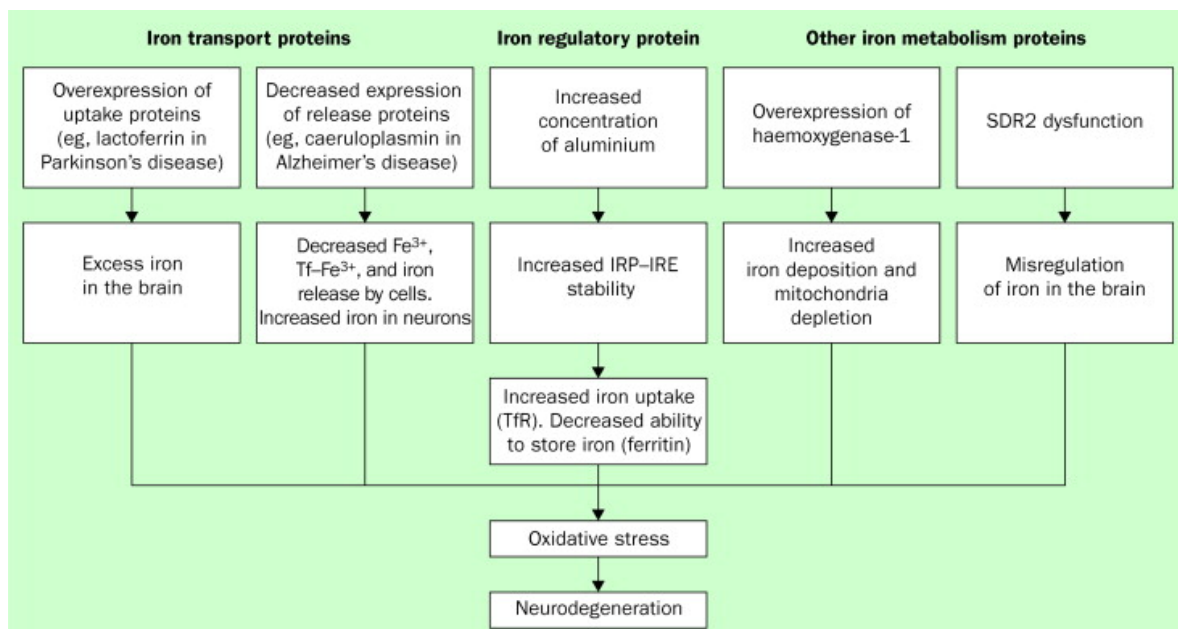 Iron transport proteins
Iron regulatory protein
Other iron metabolism proteins
Overexpression of
uptake proteins
(eg, lactoferrin in
Parkinson's disease)
Decreased expression
of release proteins
(eg, caeruloplasmin in
Alzheimer's disease)
Increased
concentration
of aluminium
Overexpression of
haemoxygenase-1
SDR2 dysfunction
Excess iron
in the brain
Decreased Fe³⁺,
Tf–Fe³⁺, and iron
release by cells.
Increased iron in neurons
Increased IRP–IRE
stability
Increased
iron deposition and
mitochondria
depletion
Misregulation
of iron in the brain
Increased iron uptake
(TfR). Decreased ability
to store iron (ferritin)
Oxidative stress
Neurodegeneration